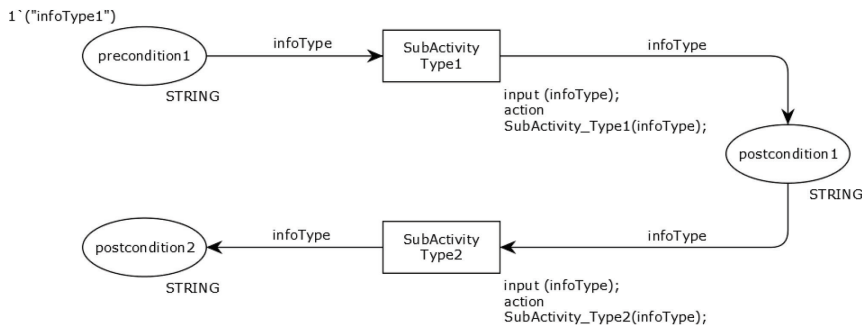 1`("infoType1")
precondition1
STRING
infoType
SubActivity
Type1
input (infoType);
action
SubActivity_Type1(infoType);
infoType
postcondition1
STRING
infoType
SubActivity
Type2
input (infoType);
action
SubActivity_Type2(infoType);
infoType
postcondition2
STRING